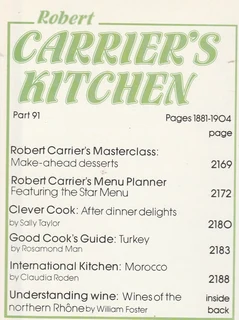 Robert
CARRIER'S
KITCHEN
Part 91 Pages 1881-1904
page
Robert Carrier's Masterclass:
Make-ahead desserts 2169
Robert Carrier's Menu Planner
Featuring the Star Menu 2172
Clever Cook: After dinner delights
by Sally Taylor 2180
Good Cook's Guide: Turkey
by Rosamond Man 2183
International Kitchen: Morocco
by Claudia Roden 2188
Understanding wine: Wines of the inside
northern Rhône by William Foster back